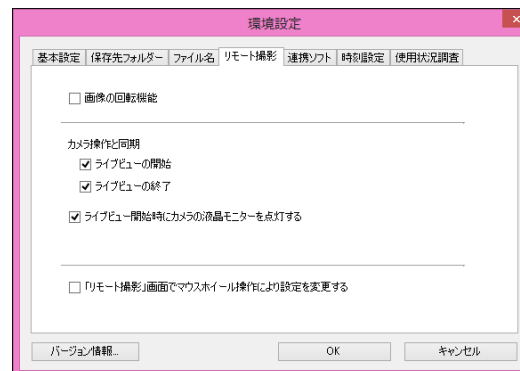 環境設定
基本設定 保存先フォルダー ファイル名 リモート撮影 連携ソフト 時刻設定 使用状況調査
画像の回転機能
カメラ操作と同期
ライブビューの開始
ライブビューの終了
ライブビュー開始時にカメラの液晶モニターを点灯する
「リモート撮影」画面でマウスホイール操作により設定を変更する
バージョン情報... OK キャンセル